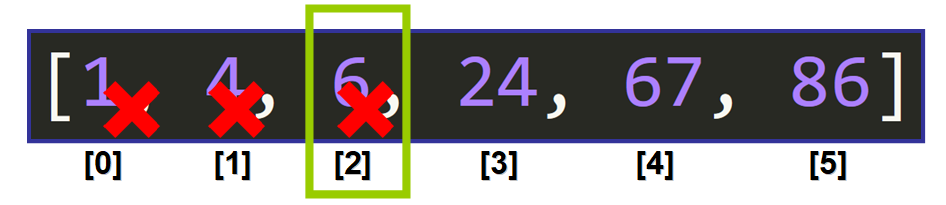 [1, 4, 6, 24, 67, 86]
[0] [1] [2] [3] [4] [5]